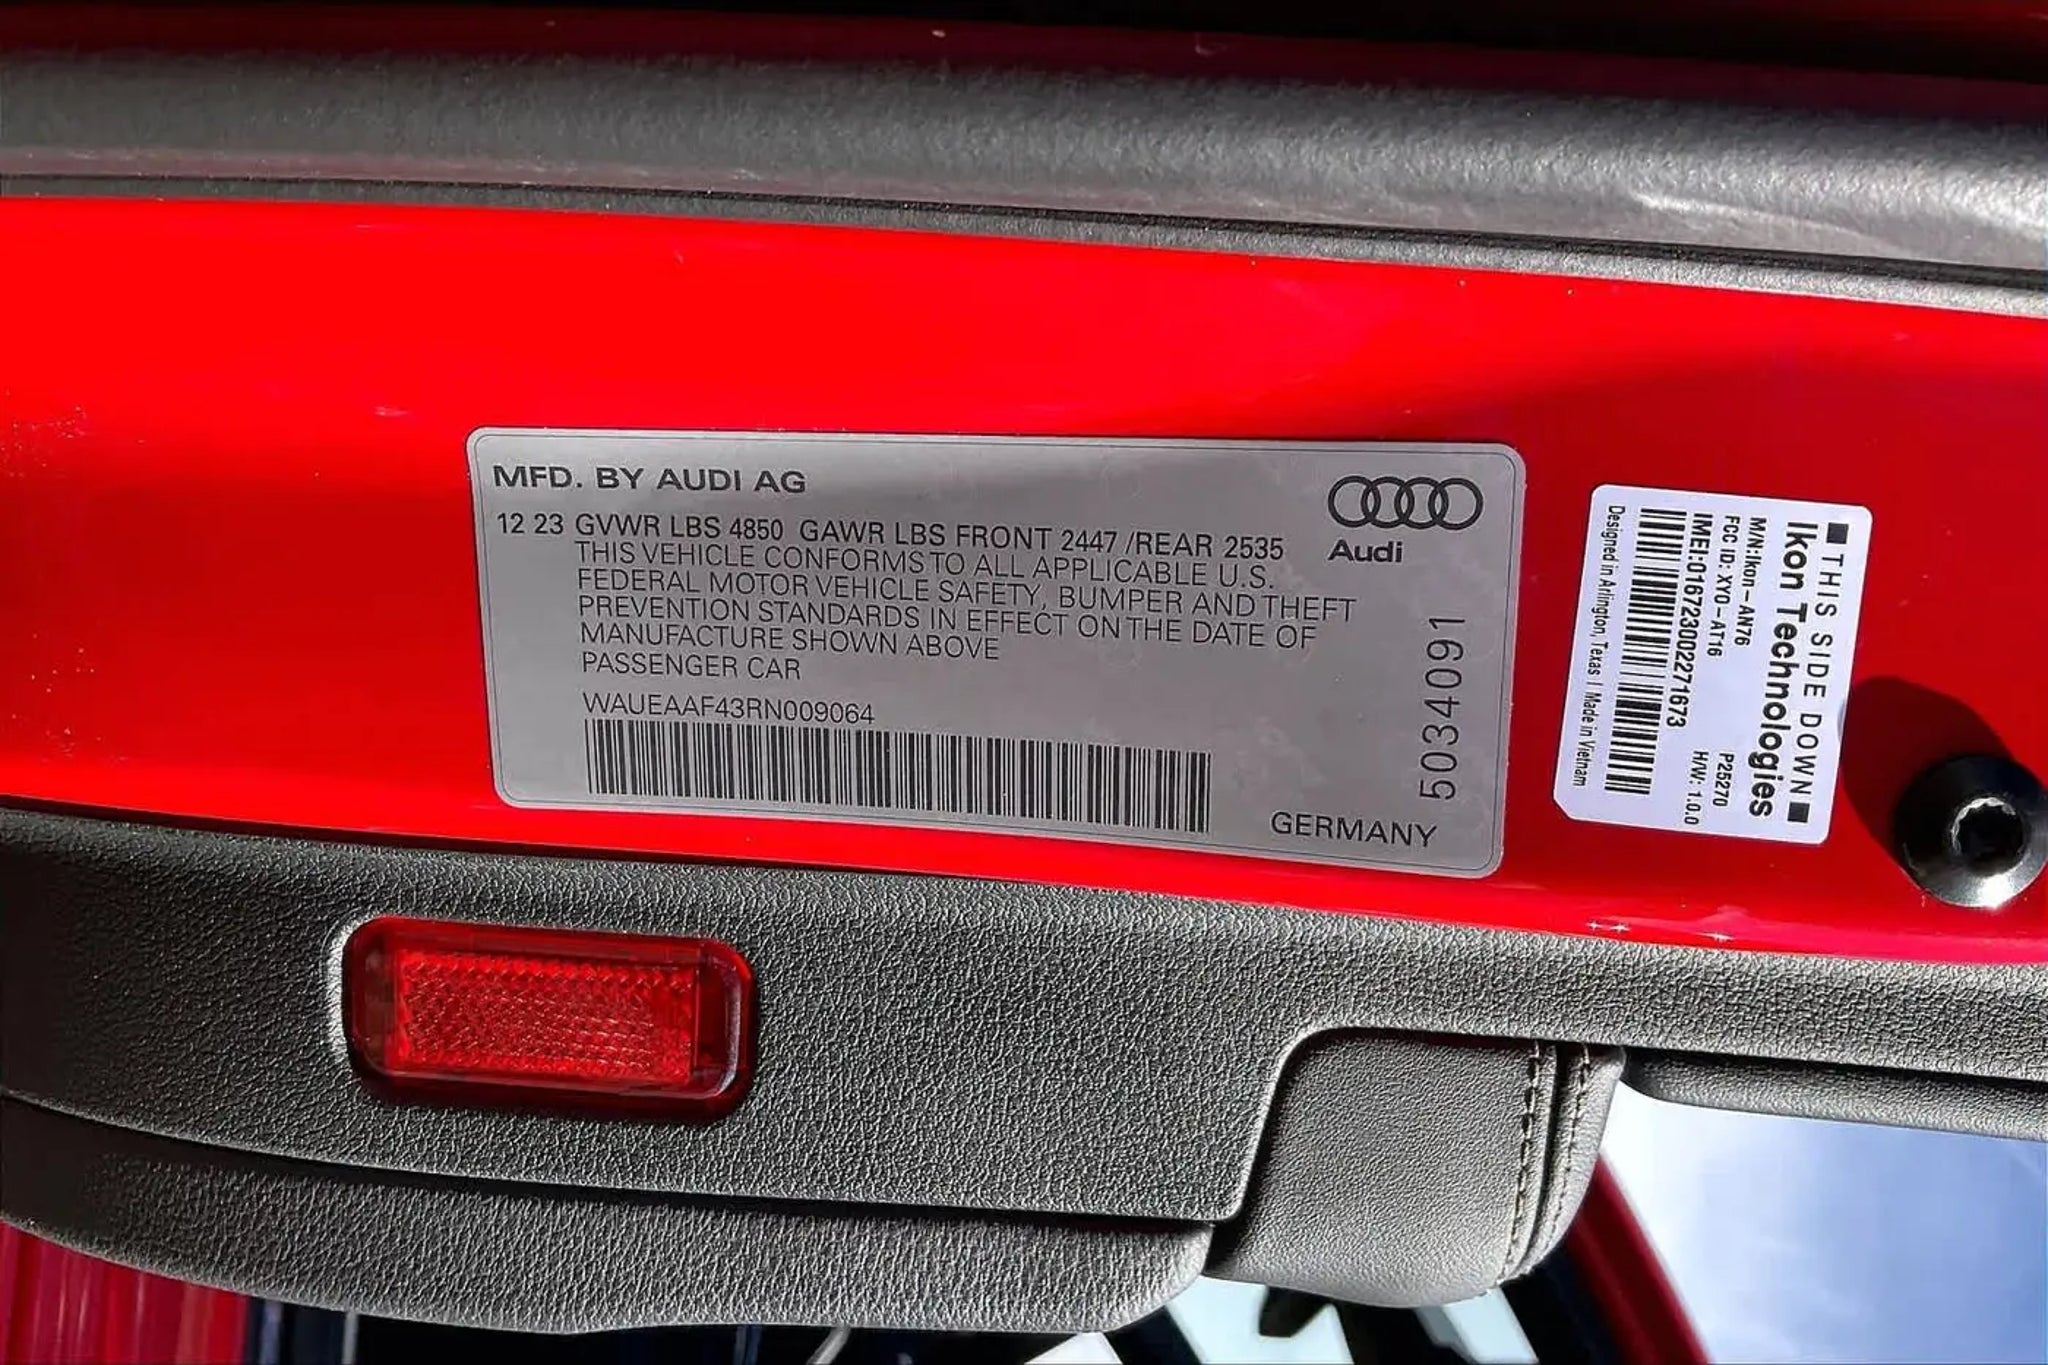 MFD. BY AUDI AG
12 23 GVWR LBS 4850 GAWR LBS FRONT 2447 /REAR 2535
THIS VEHICLE CONFORMS TO ALL APPLICABLE U.S.
FEDERAL MOTOR VEHICLE SAFETY, BUMPER AND THEFT
PREVENTION STANDARDS IN EFFECT ON THE DATE OF
MANUFACTURE SHOWN ABOVE
PASSENGER CAR
WAUEAAF43RN009064
Audi
5034091
GERMANY
■THIS SIDE DOWN■
Ikon Technologies
M/N:Ikon-AN76 P25270
FCC ID: XYO-AT16 H/W: 1.0.0
IMEI:016723002271673
Designed in Arlington, Texas | Made in Vietnam